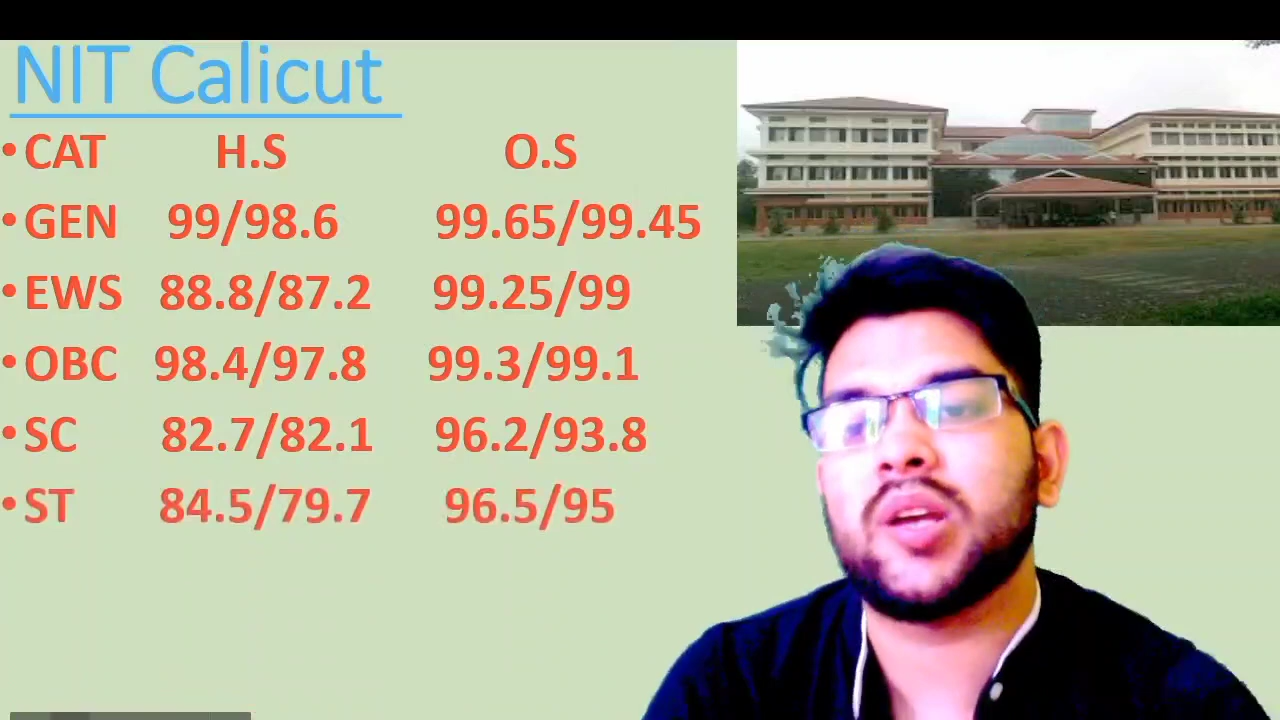 NIT Calicut
•CAT H.S O.S
•GEN 99/98.6 99.65/99.45
•EWS 88.8/87.2 99.25/99
•OBC 98.4/97.8 99.3/99.1
•SC 82.7/82.1 96.2/93.8
•ST 84.5/79.7 96.5/95